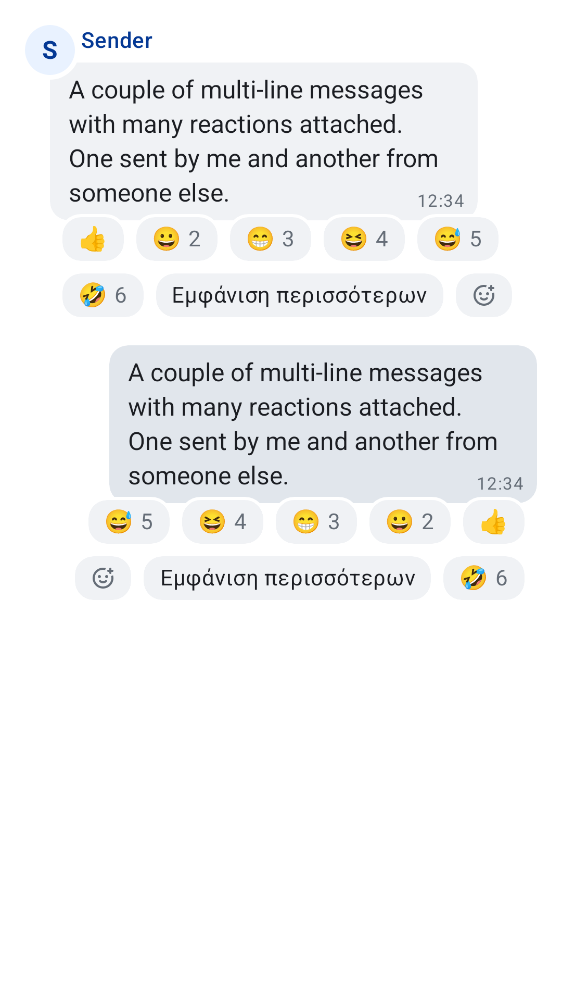 S
Sender
A couple of multi-line messages
with many reactions attached.
One sent by me and another from
someone else.
12:34
👍 😀 2 😁 3 😆 4 😅 5
🤣 6 Εμφάνιση περισσότερων
A couple of multi-line messages
with many reactions attached.
One sent by me and another from
someone else.
12:34
😅 5 😆 4 😁 3 😀 2 👍
Εμφάνιση περισσότερων 🤣 6